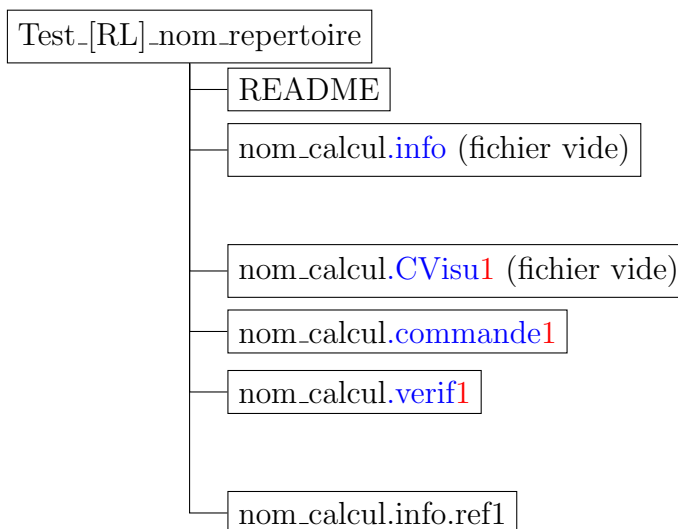 Test_[RL]_nom_repertoire
README
nom_calcul.info (fichier vide)
nom_calcul.CVisu1 (fichier vide)
nom_calcul.commande1
nom_calcul.verif1
nom_calcul.info.ref1